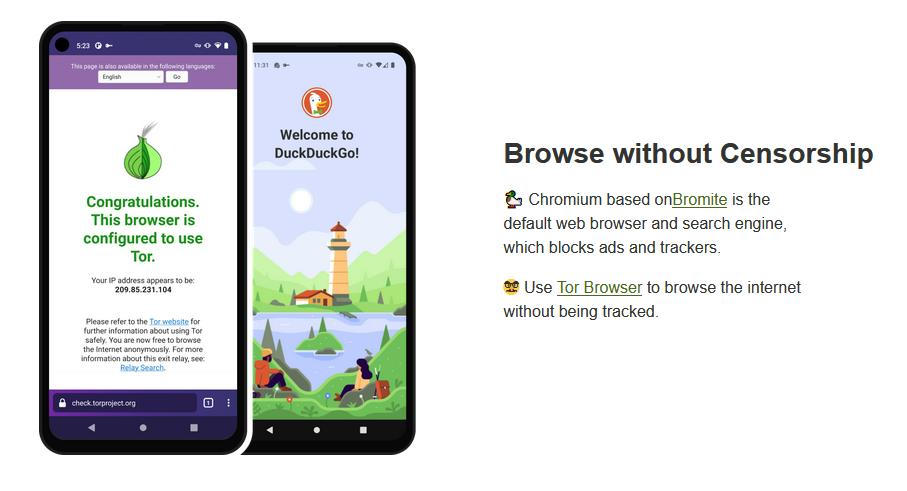 5:23
This page is also available in the following languages:
English Go
Congratulations.
This browser is
configured to use
Tor.
Your IP address appears to be:
209.85.231.104
Please refer to the Tor website for
further information about using Tor
safely. You are now free to browse
the Internet anonymously. For more
information about this exit relay, see:
Relay Search.
check.torproject.org 1
11:31
Welcome to
DuckDuckGo!
Browse without Censorship
Chromium based onBromite is the
default web browser and search engine,
which blocks ads and trackers.
Use Tor Browser to browse the internet
without being tracked.